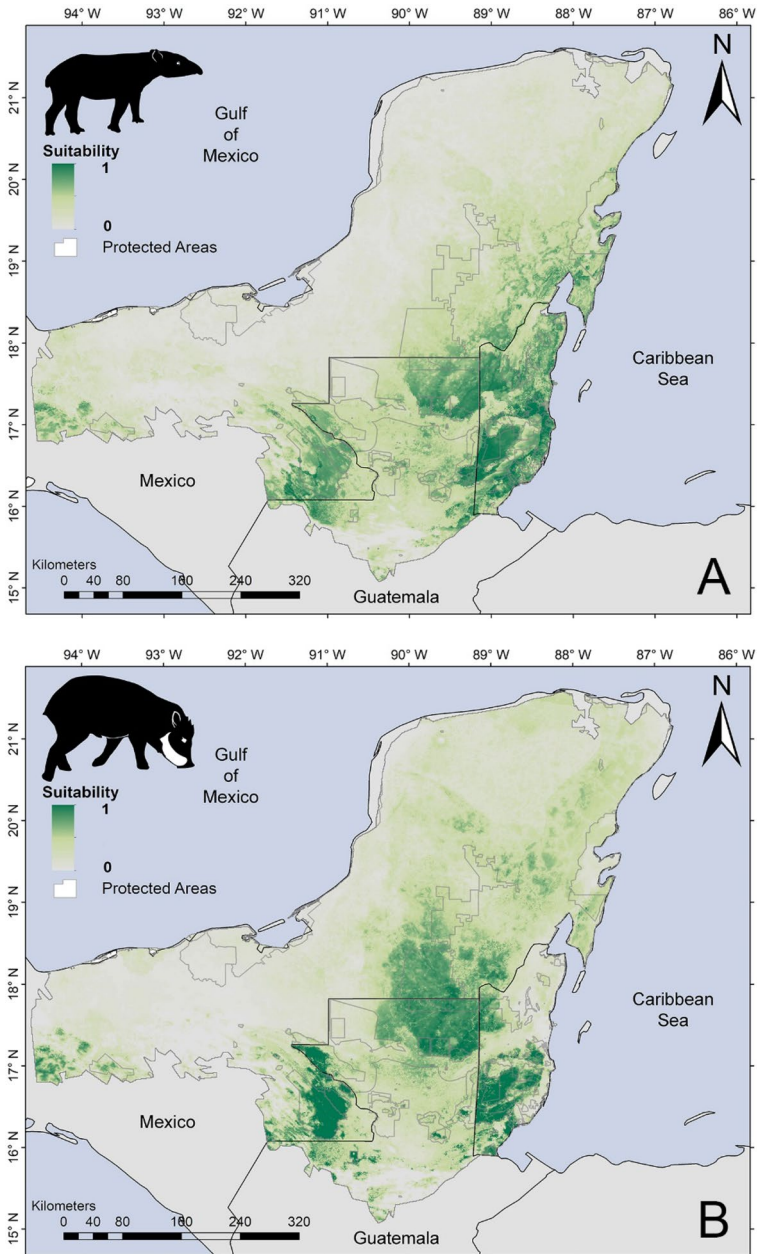 94°W 93°W 92°W 91°W 90°W 89°W 88°W 87°W 86°W
N
21° N
Gulf
of
Mexico
Suitability
1
20° N
0
Protected Areas
19° N
18° N
Caribbean
Sea
17° N
Mexico
16° N
Kilometers
0 40 80 160 240 320
15° N
Guatemala
A
94°W 93°W 92°W 91°W 90°W 89°W 88°W 87°W 86°W
N
21° N
Gulf
of
Mexico
Suitability
1
20° N
0
Protected Areas
19° N
18° N
Caribbean
Sea
17° N
Mexico
16° N
Kilometers
0 40 80 160 240 320
15° N
Guatemala
B